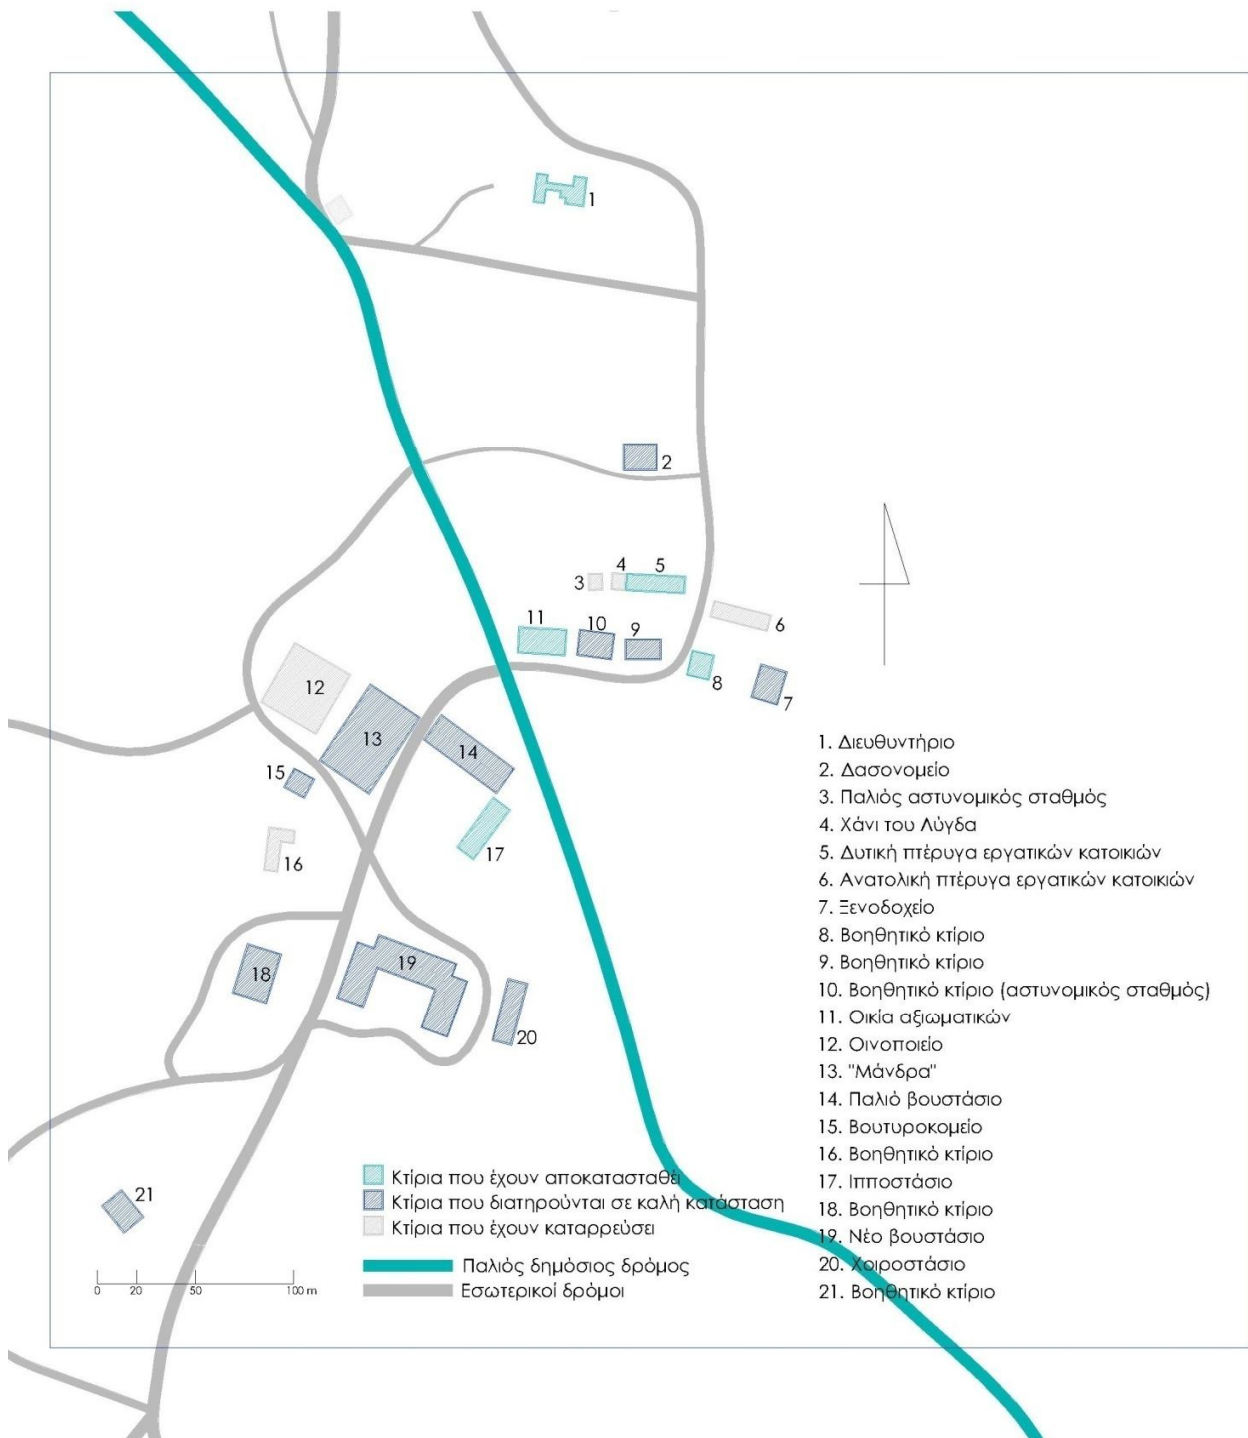 1
2
3
4
5
6
7
8
9
10
11
12
13
14
15
16
17
18
19
20
21
1. Διευθυντήριο
2. Δασονομείο
3. Παλιός αστυνομικός σταθμός
4. Χάνι του Λύγδα
5. Δυτική πτέρυγα εργατικών κατοικιών
6. Ανατολική πτέρυγα εργατικών κατοικιών
7. Ξενοδοχείο
8. Βοηθητικό κτίριο
9. Βοηθητικό κτίριο
10. Βοηθητικό κτίριο (αστυνομικός σταθμός)
11. Οικία αξιωματικών
12. Οινοποιείο
13. "Μάνδρα"
14. Παλιό βουστάσιο
15. Βουτυροκομείο
16. Βοηθητικό κτίριο
17. Ιπποστάσιο
18. Βοηθητικό κτίριο
19. Νέο βουστάσιο
20. Χοιροστάσιο
21. Βοηθητικό κτίριο
Κτίρια που έχουν αποκατασταθεί
Κτίρια που διατηρούνται σε καλή κατάσταση
Κτίρια που έχουν καταρρεύσει
Παλιός δημόσιος δρόμος
Εσωτερικοί δρόμοι
0 20 50 100 m